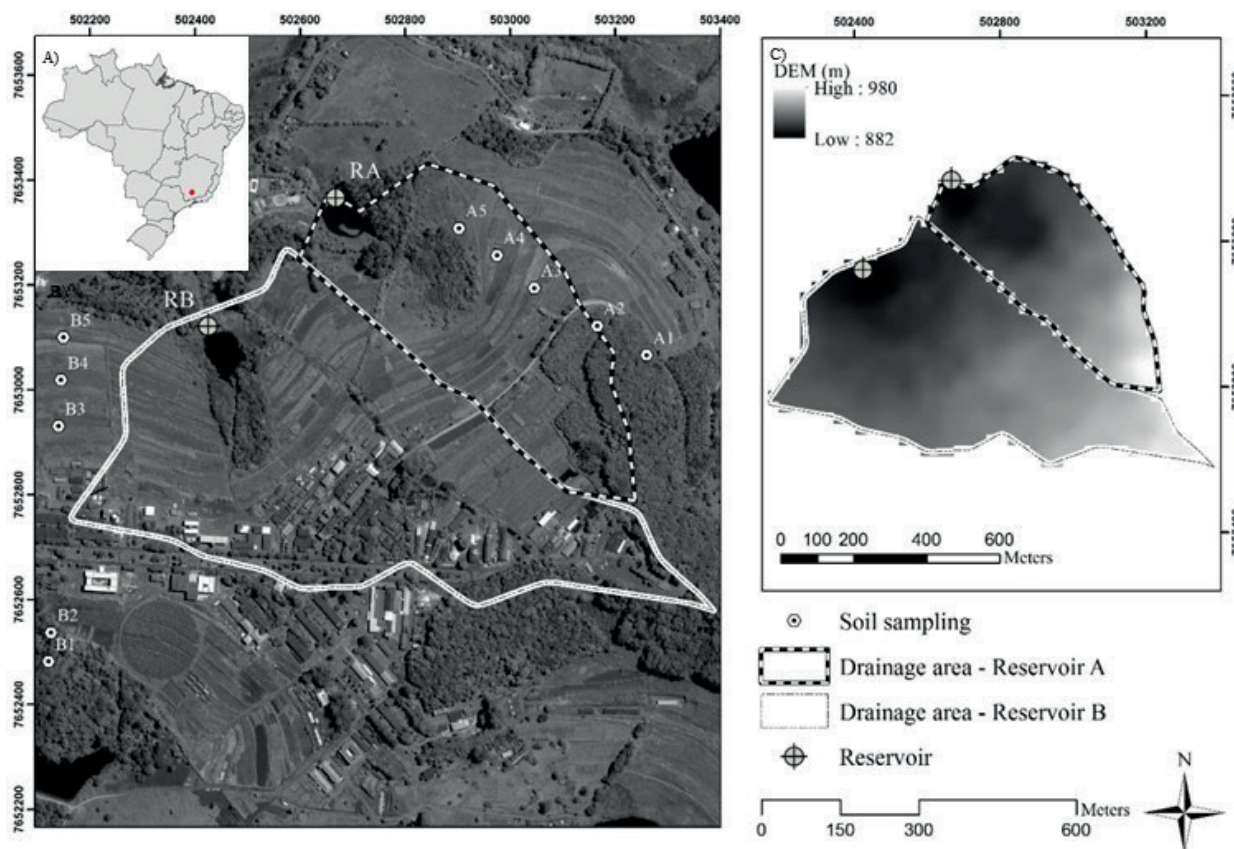 502200 502400 502600 502800 503000 503200 503400
A)
7653600
7653400
7653200
7653000
7652800
7652600
7652400
7652200
RA
A5
A4
A3
A2
A1
RB
B5
B4
B3
B2
B1
502400 502800 503200
C)
DEM (m)
High : 980
Low : 882
0 100 200 400 600
Meters
Soil sampling
Drainage area - Reservoir A
Drainage area - Reservoir B
Reservoir
N
Meters
0 150 300 600